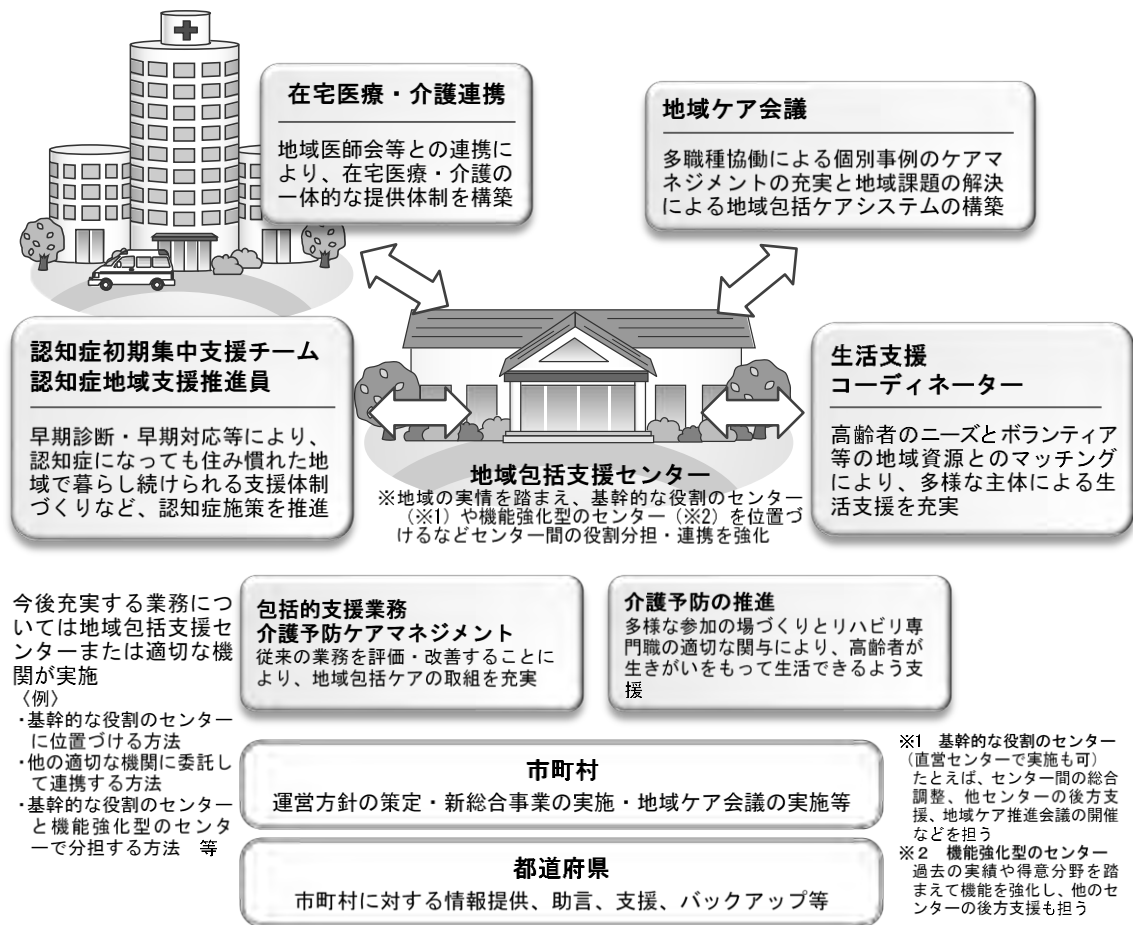 在宅医療・介護連携
地域医師会等との連携に
より、在宅医療・介護の
一体的な提供体制を構築
地域ケア会議
多職種協働による個別事例のケアマ
ネジメントの充実と地域課題の解決
による地域包括ケアシステムの構築
認知症初期集中支援チーム
認知症地域支援推進員
早期診断・早期対応等により、
認知症になっても住み慣れた地
域で暮らし続けられる支援体制
づくりなど、認知症施策を推進
地域包括支援センター
※地域の実情を踏まえ、基幹的な役割のセンター
（※1）や機能強化型のセンター（※2）を位置づ
けるなどセンター間の役割分担・連携を強化
生活支援
コーディネーター
高齢者のニーズとボランティア
等の地域資源とのマッチング
により、多様な主体による生
活支援を充実
今後充実する業務につ
いては地域包括支援セ
ンターまたは適切な機
関が実施
〈例〉
・基幹的な役割のセンター
に位置づける方法
・他の適切な機関に委託し
て連携する方法
・基幹的な役割のセンター
と機能強化型のセンタ
ーで分担する方法　等
包括的支援業務
介護予防ケアマネジメント
従来の業務を評価・改善することに
より、地域包括ケアの取組を充実
介護予防の推進
多様な参加の場づくりとリハビリ専
門職の適切な関与により、高齢者が
生きがいをもって生活できるよう支
援
市町村
運営方針の策定・新総合事業の実施・地域ケア会議の実施等
都道府県
市町村に対する情報提供、助言、支援、バックアップ等
※1　基幹的な役割のセンター
（直営センターで実施も可）
たとえば、センター間の総合
調整、他センターの後方支
援、地域ケア推進会議の開催
などを担う
※2　機能強化型のセンター
過去の実績や得意分野を踏
まえて機能を強化し、他のセ
ンターの後方支援も担う